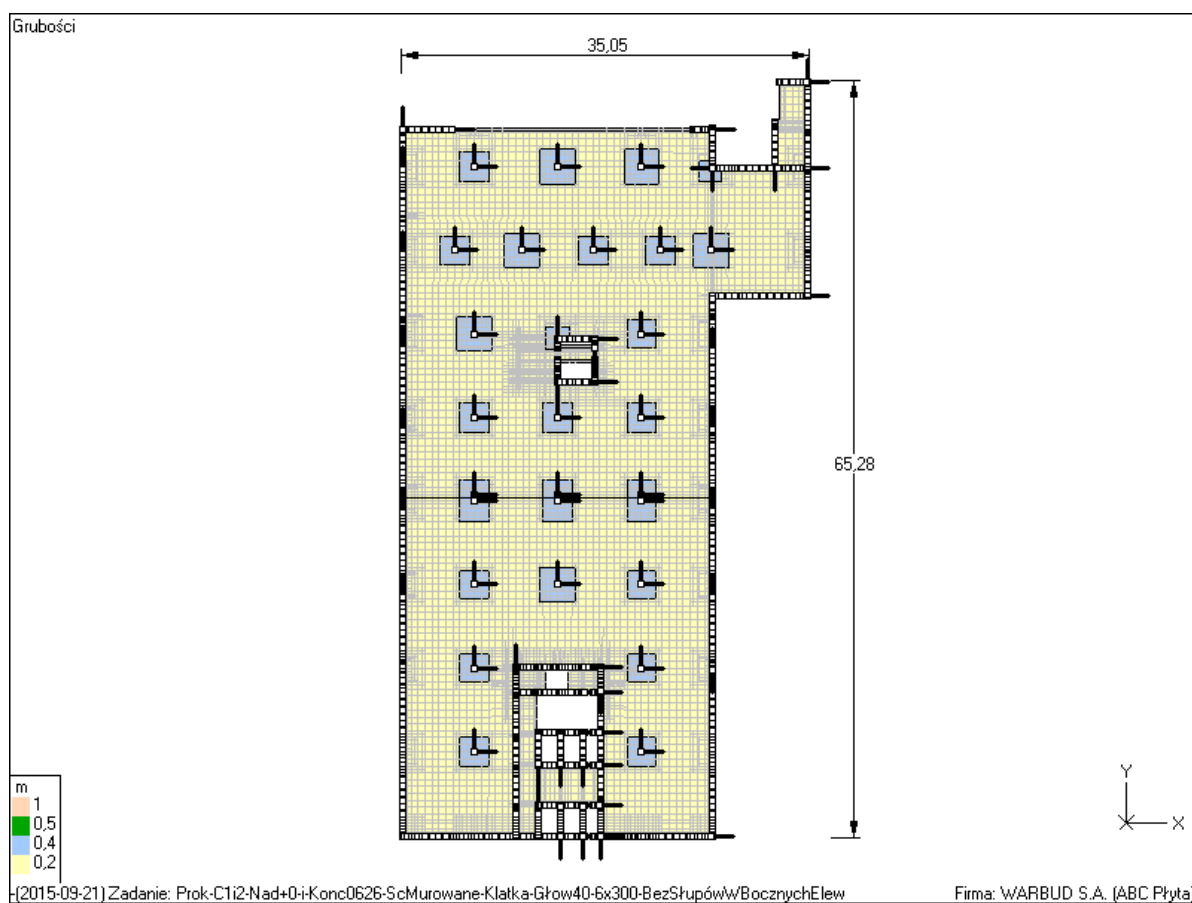 Grubości
35,05
65,28
m
1
0,5
0,4
0,2
Y
X
-(2015-09-21) Zadanie: Prok-C1i2-Nad+0-i-Konc0626-ScMurowane-Klatka-Głow40-6x300-BezSłupówWBocznychElew
Firma: WARBUD S.A. (ABC Płyta)